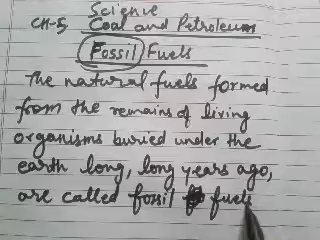 Science
CH-5, Coal and Petroleum
Fossil Fuels
The natural fuels formed
from the remains of living
organisms buried under the
earth long, long years ago,
are called fossil fuels